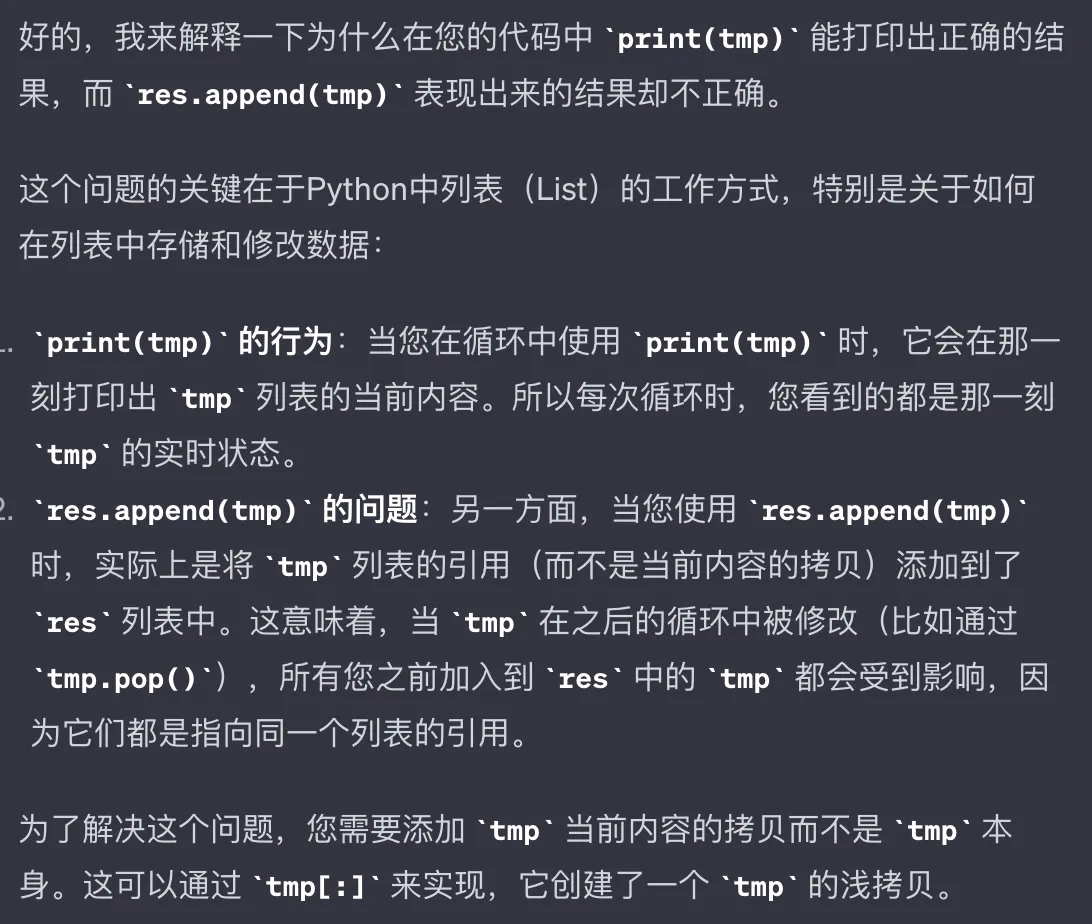 好的，我来解释一下为什么在您的代码中 `print(tmp)` 能打印出正确的结
果，而 `res.append(tmp)` 表现出来的结果却不正确。
这个问题的关键在于Python中列表（List）的工作方式，特别是关于如何
在列表中存储和修改数据：
1. `print(tmp)` 的行为：当您在循环中使用 `print(tmp)` 时，它会在那一
刻打印出 `tmp` 列表的当前内容。所以每次循环时，您看到的都是那一刻
`tmp` 的实时状态。
2. `res.append(tmp)` 的问题：另一方面，当您使用 `res.append(tmp)`
时，实际上是将 `tmp` 列表的引用（而不是当前内容的拷贝）添加到了
`res` 列表中。这意味着，当 `tmp` 在之后的循环中被修改（比如通过
`tmp.pop()`），所有您之前加入到 `res` 中的 `tmp` 都会受到影响，因
为它们都是指向同一个列表的引用。
为了解决这个问题，您需要添加 `tmp` 当前内容的拷贝而不是 `tmp` 本
身。这可以通过 `tmp[:]` 来实现，它创建了一个 `tmp` 的浅拷贝。